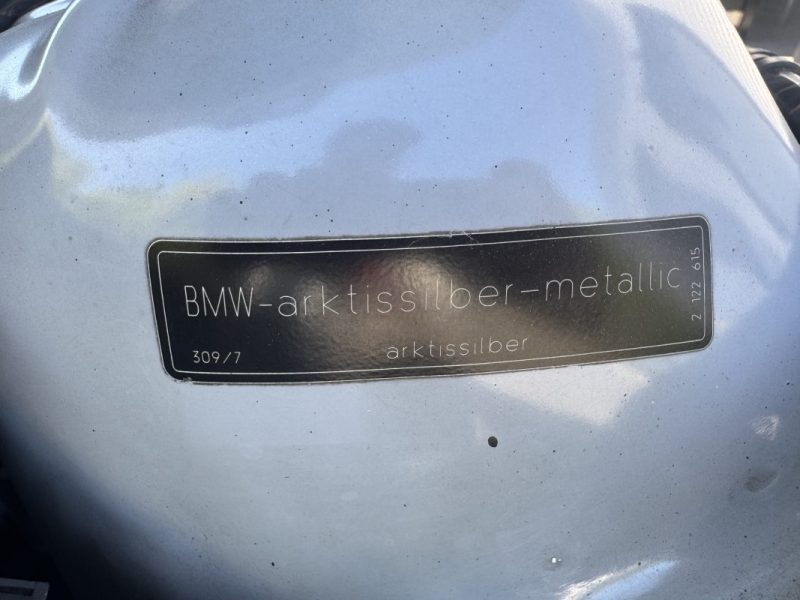 BMW-arktissilber-metallic
309/7
arktissilber
2 122 615